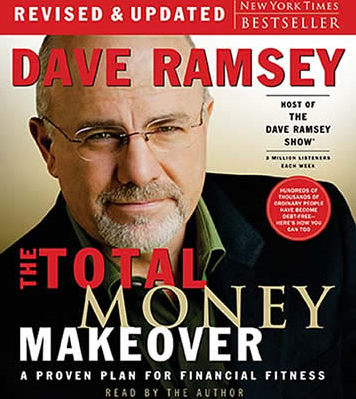 REVISED & UPDATED
NEW YORK TIMES
BESTSELLER
DAVE RAMSEY
HOST OF
THE
DAVE RAMSEY
SHOW
3 MILLION LISTENERS
EACH WEEK
HUNDREDS OF
THOUSANDS OF
ORDINARY PEOPLE
HAVE BECOME
DEBT-FREE—
HERE'S HOW YOU
CAN TOO
THE TOTAL
MONEY
MAKEOVER
A PROVEN PLAN FOR FINANCIAL FITNESS
READ BY THE AUTHOR